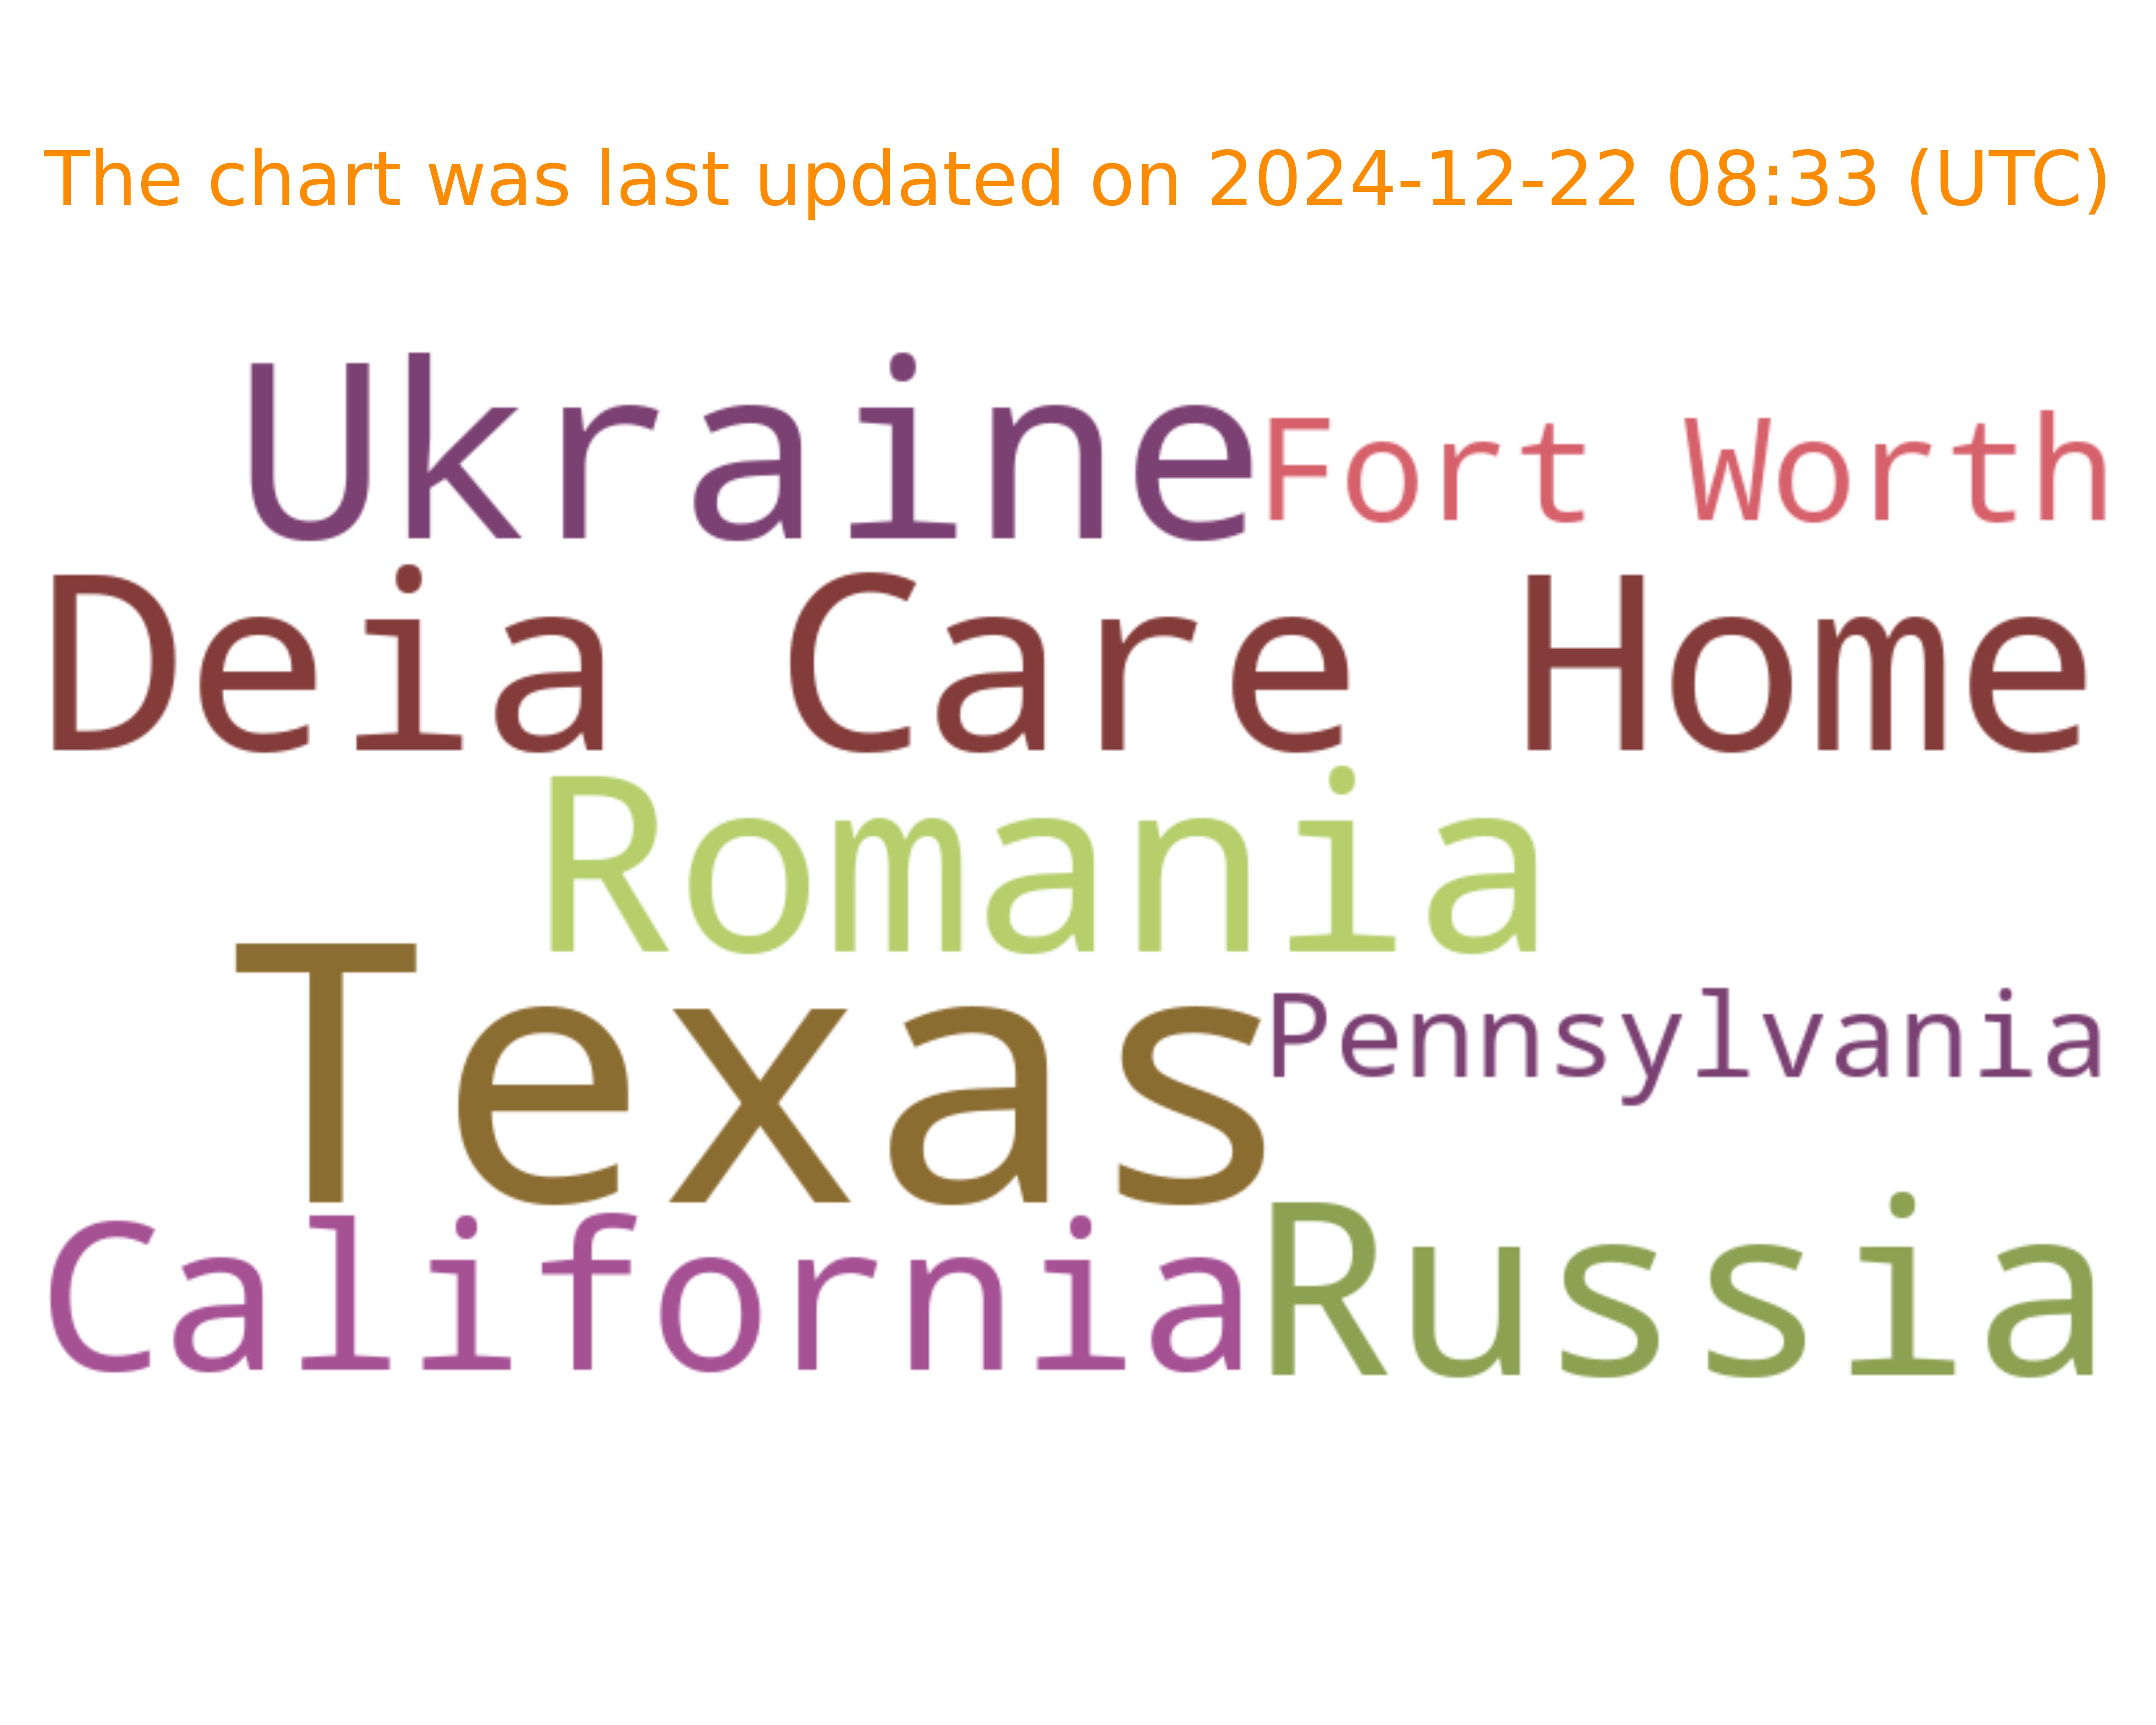 The chart was last updated on 2024-12-22 08:33 (UTC)
Ukraine
Fort Worth
Deia Care Home
Romania
Texas
Pennsylvania
California
Russia